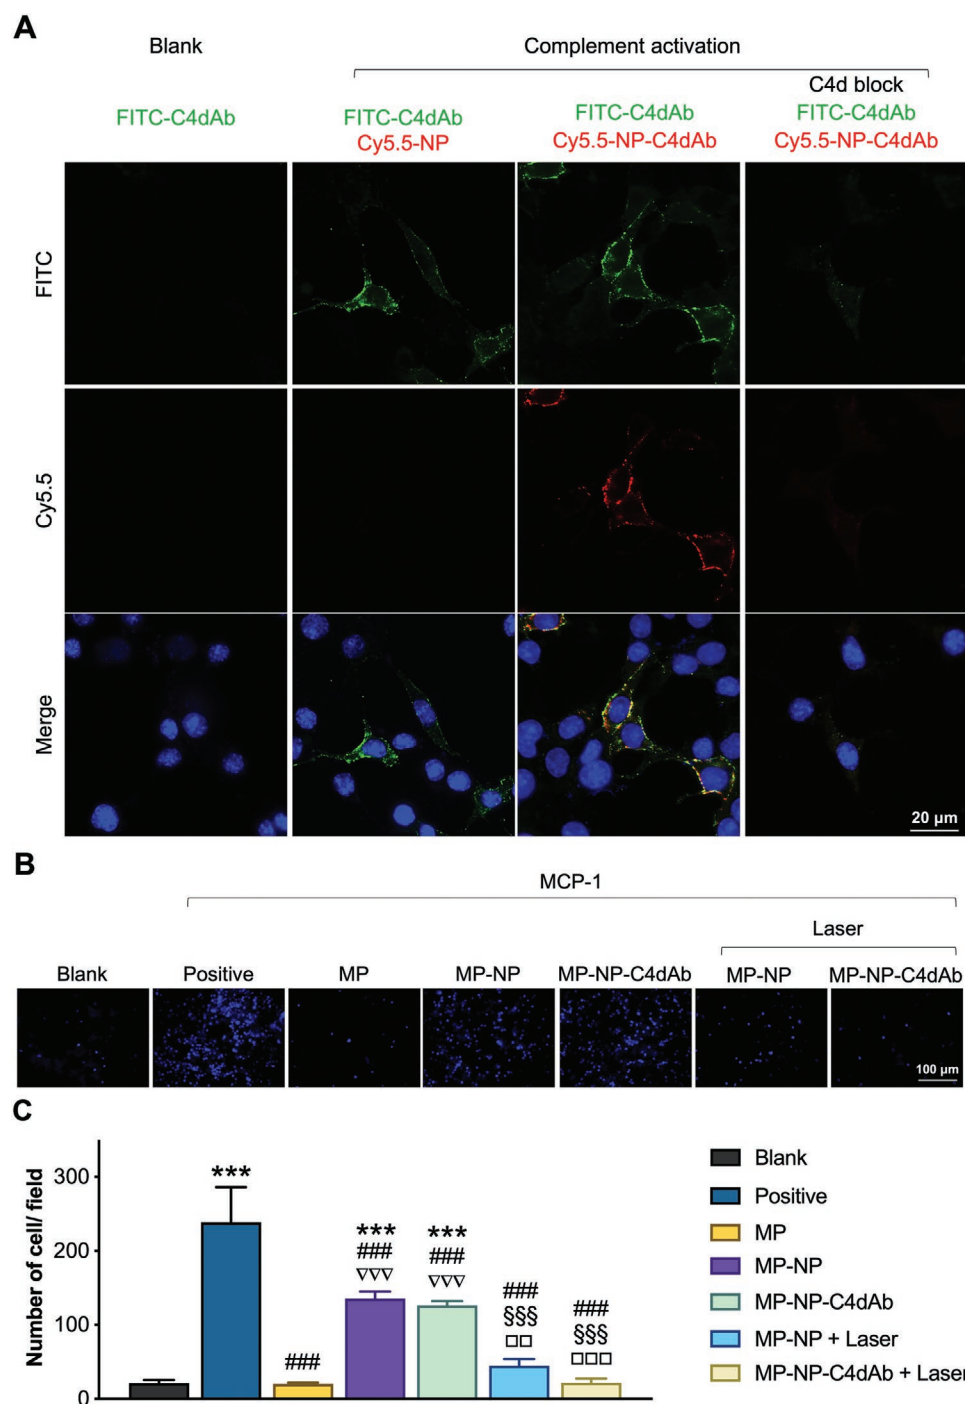 A
Blank
Complement activation
C4d block
FITC-C4dAb
FITC-C4dAb
Cy5.5-NP
FITC-C4dAb
Cy5.5-NP-C4dAb
FITC-C4dAb
Cy5.5-NP-C4dAb
FITC
Cy5.5
Merge
20 μm
B
MCP-1
Laser
Blank
Positive
MP
MP-NP
MP-NP-C4dAb
MP-NP
MP-NP-C4dAb
100 μm
C
Number of cell/ field
300
200
100
0
***
###
***
###
▽▽▽
***
###
▽▽▽
###
§§§
□□
###
§§§
□□□
Blank
Positive
MP
MP-NP
MP-NP-C4dAb
MP-NP + Laser
MP-NP-C4dAb + Laser